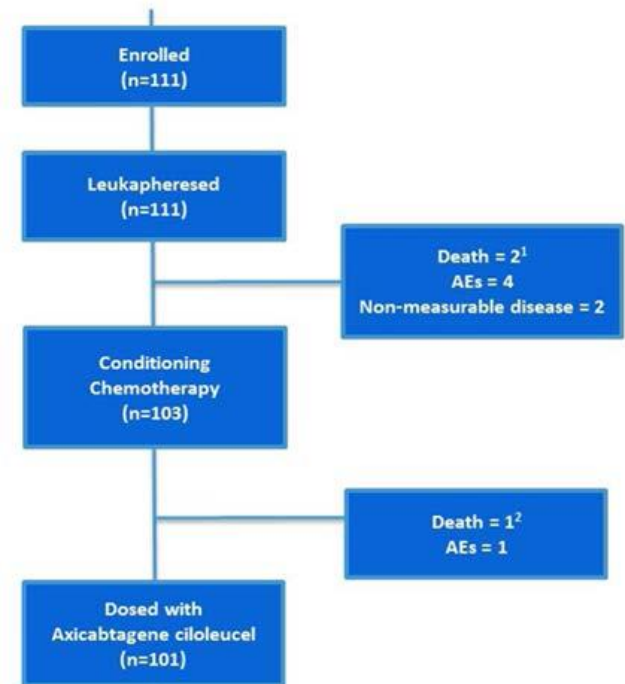 Enrolled
(n=111)
Leukapheresed
(n=111)
Death = 2¹
AEs = 4
Non-measurable disease = 2
Conditioning
Chemotherapy
(n=103)
Death = 1²
AEs = 1
Dosed with
Axicabtagene ciloleucel
(n=101)